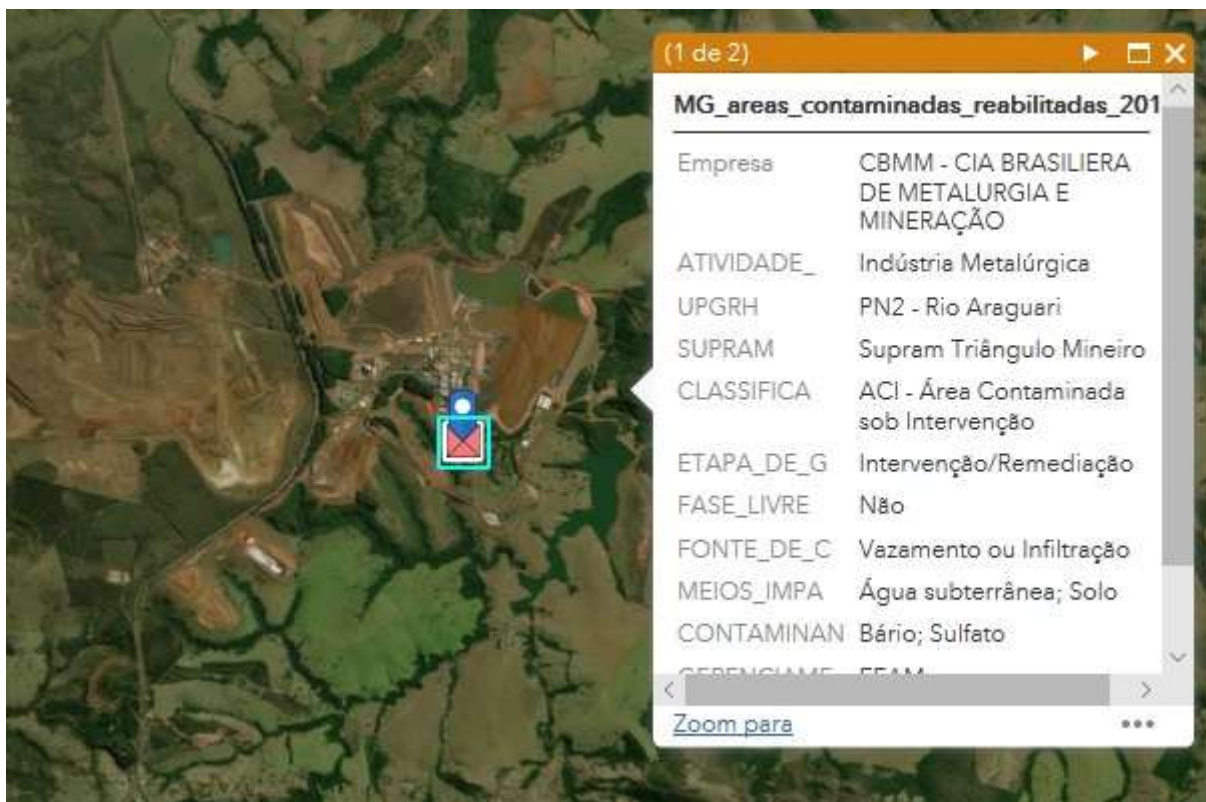 (1 de 2)
MG_areas_contaminadas_reabilitadas_201
Empresa CBMM - CIA BRASILIERA
DE METALURGIA E
MINERAÇÃO
ATIVIDADE_ Indústria Metalúrgica
UPGRH PN2 - Rio Araguari
SUPRAM Supram Triângulo Mineiro
CLASSIFICA ACI - Área Contaminada
sob Intervenção
ETAPA_DE_G Intervenção/Remediação
FASE_LIVRE Não
FONTE_DE_C Vazamento ou Infiltração
MEIOS_IMPA Água subterrânea; Solo
CONTAMINAN Bário; Sulfato
GERENCIAME FEAM
Zoom para